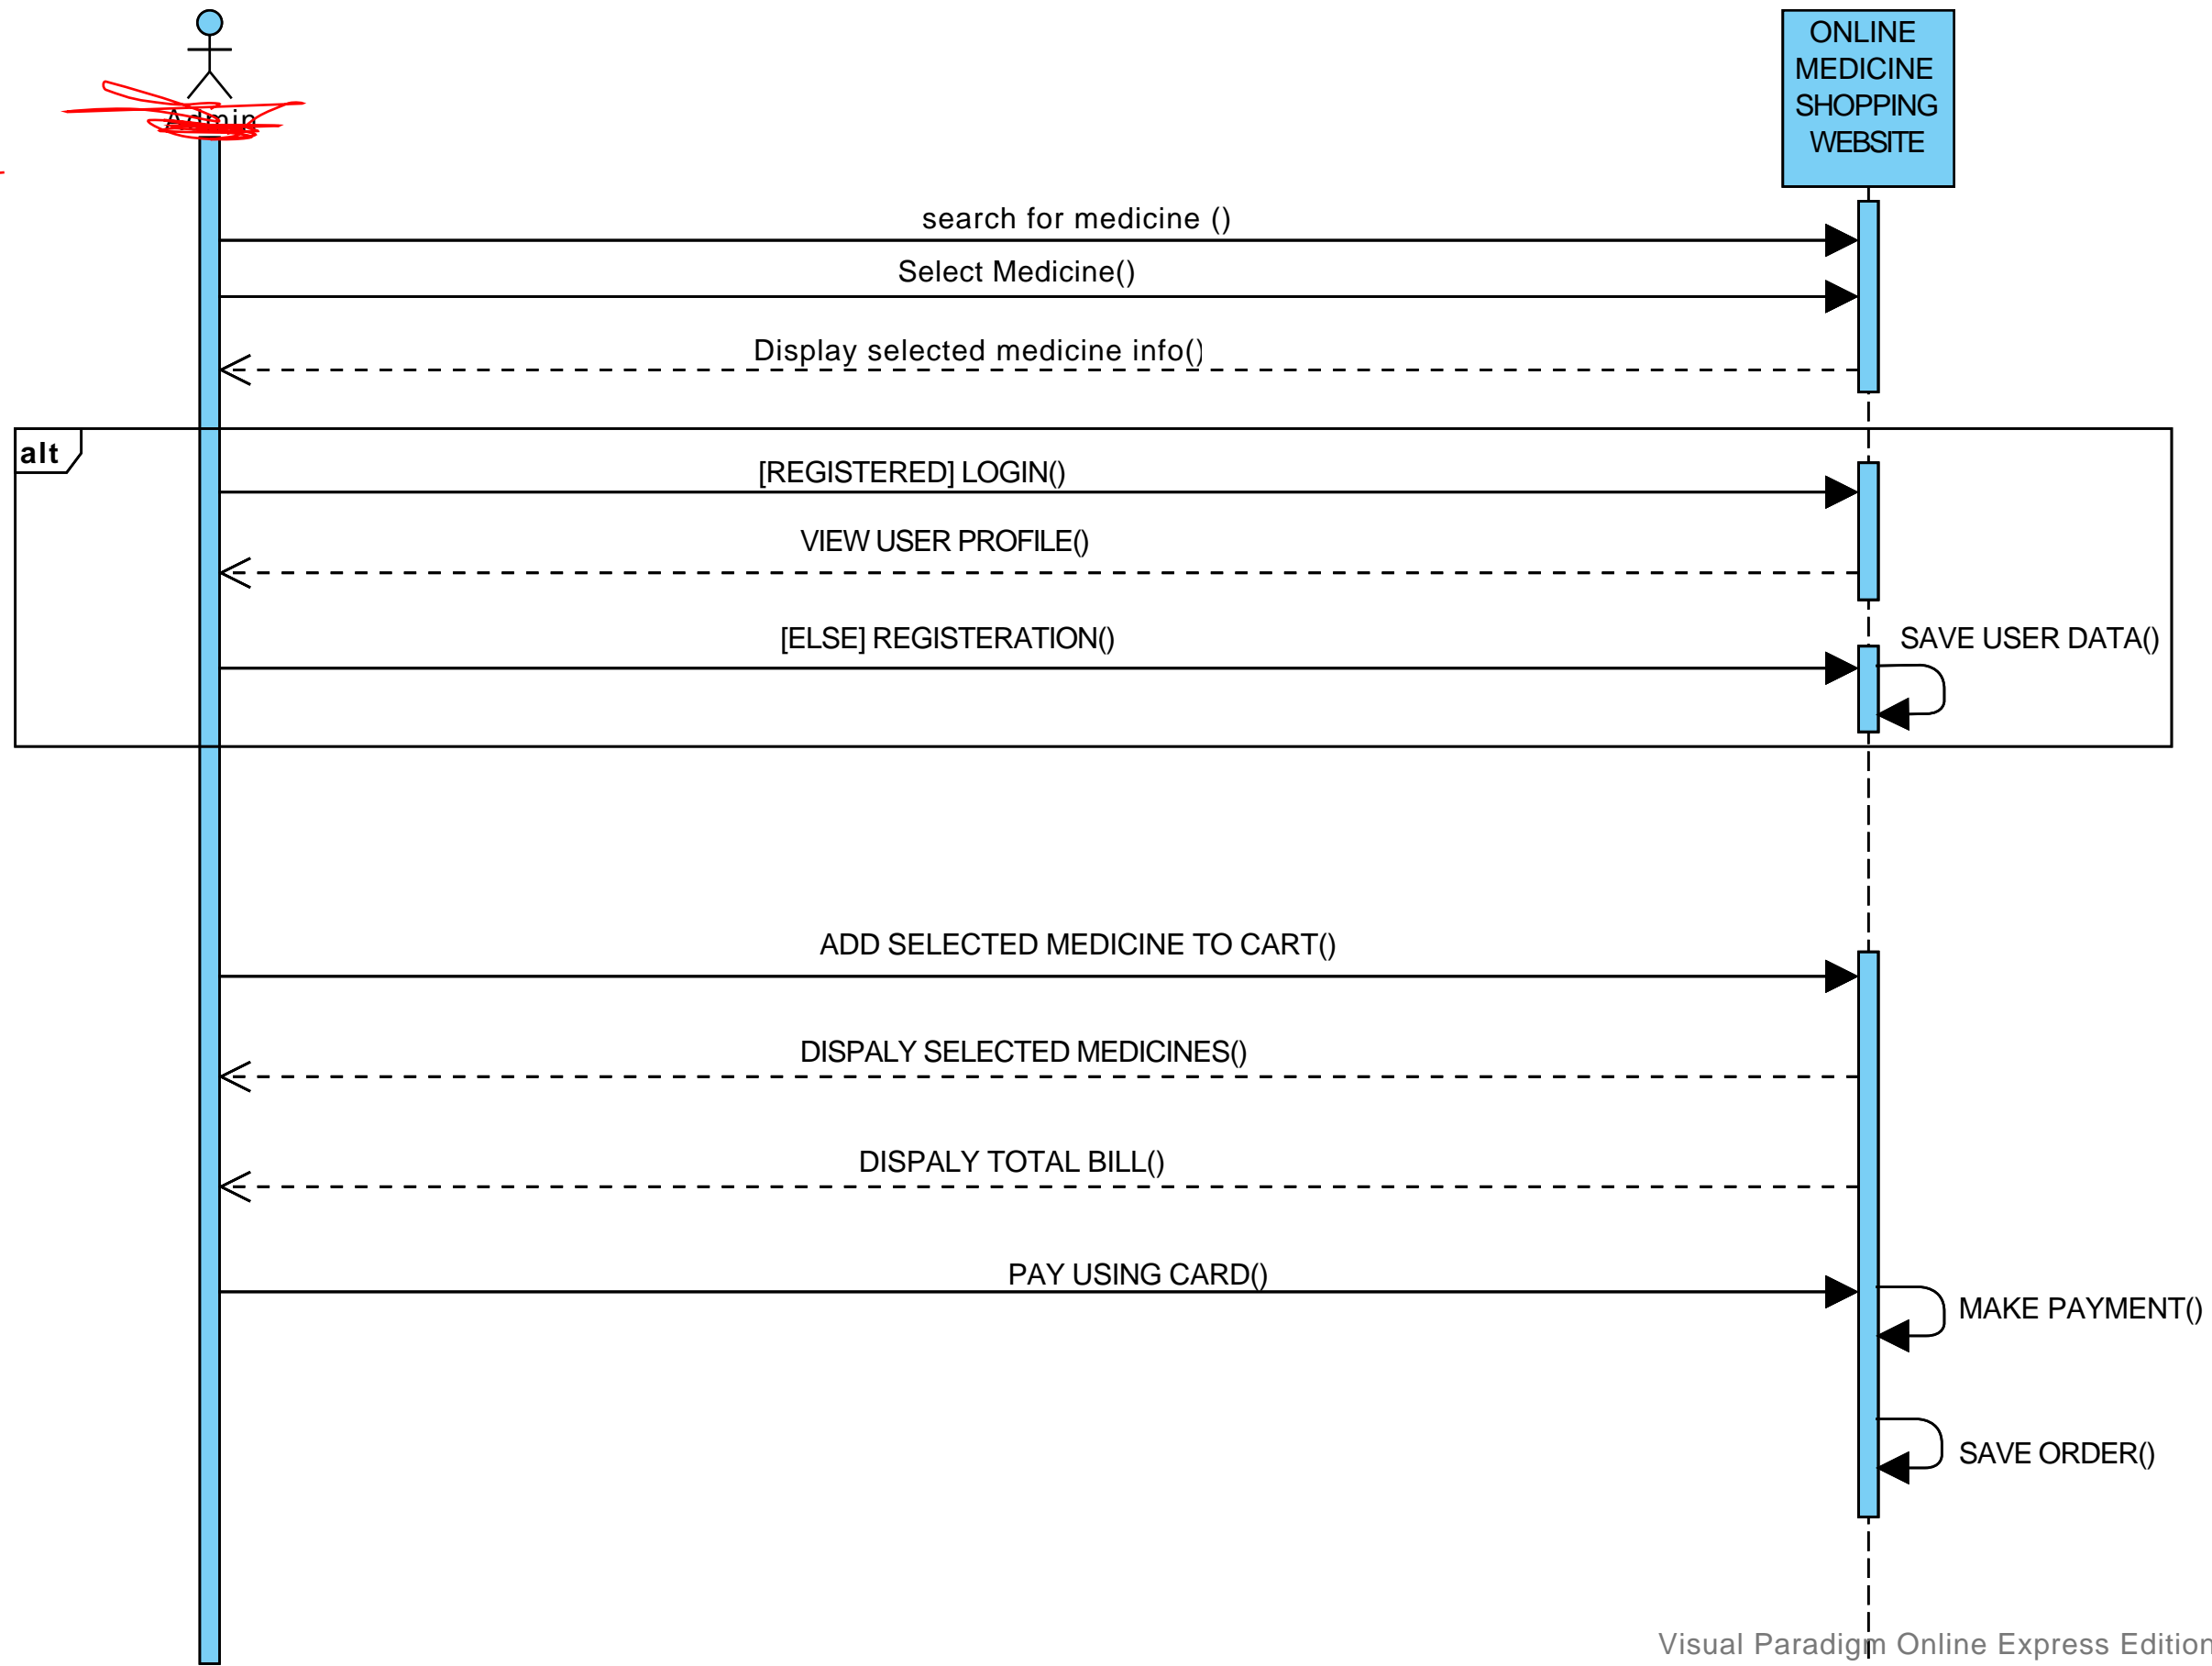 Admin
ONLINE
MEDICINE
SHOPPING
WEBSITE
search for medicine ()
Select Medicine()
Display selected medicine info()
alt
[REGISTERED] LOGIN()
VIEW USER PROFILE()
[ELSE] REGISTERATION()
SAVE USER DATA()
ADD SELECTED MEDICINE TO CART()
DISPALY SELECTED MEDICINES()
DISPALY TOTAL BILL()
PAY USING CARD()
MAKE PAYMENT()
SAVE ORDER()
Visual Paradigm Online Express Edition